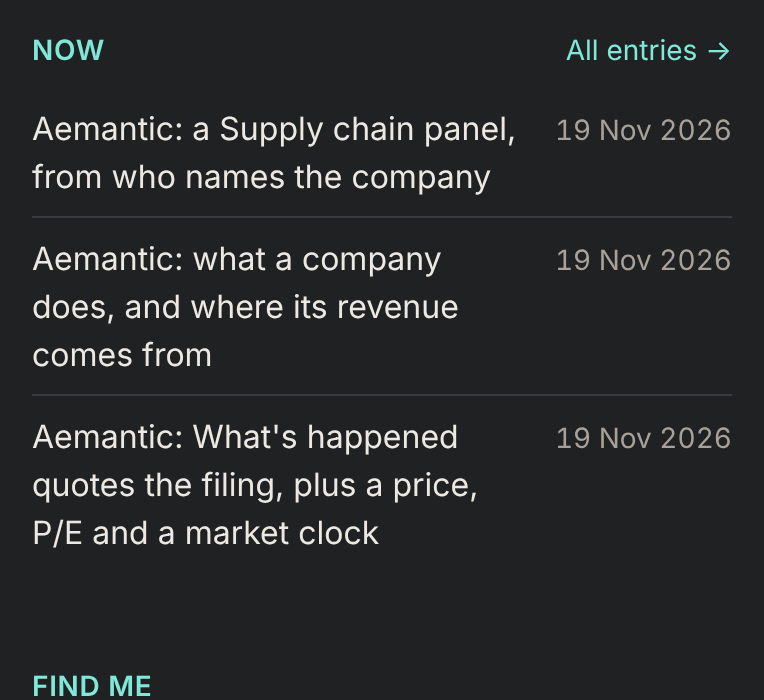 NOW
All entries →
Aemantic: a Supply chain panel, 19 Nov 2026
from who names the company
Aemantic: what a company 19 Nov 2026
does, and where its revenue
comes from
Aemantic: What's happened 19 Nov 2026
quotes the filing, plus a price,
P/E and a market clock
FIND ME